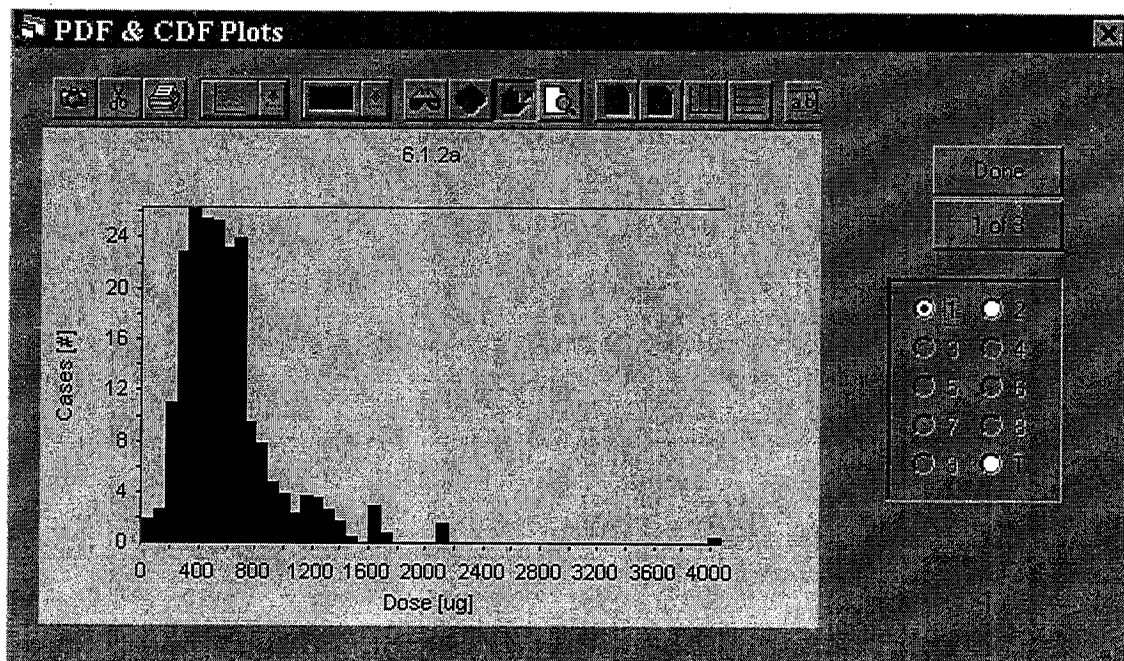 PDF & CDF Plots
a.b
6.1.2a
Done
1 of 3
24
20
16
12
8
4
0
Cases [#]
0 400 800 1200 1600 2000 2400 2800 3200 3600 4000
Dose [ug]
1 2
3 4
5 6
7 8
9 T